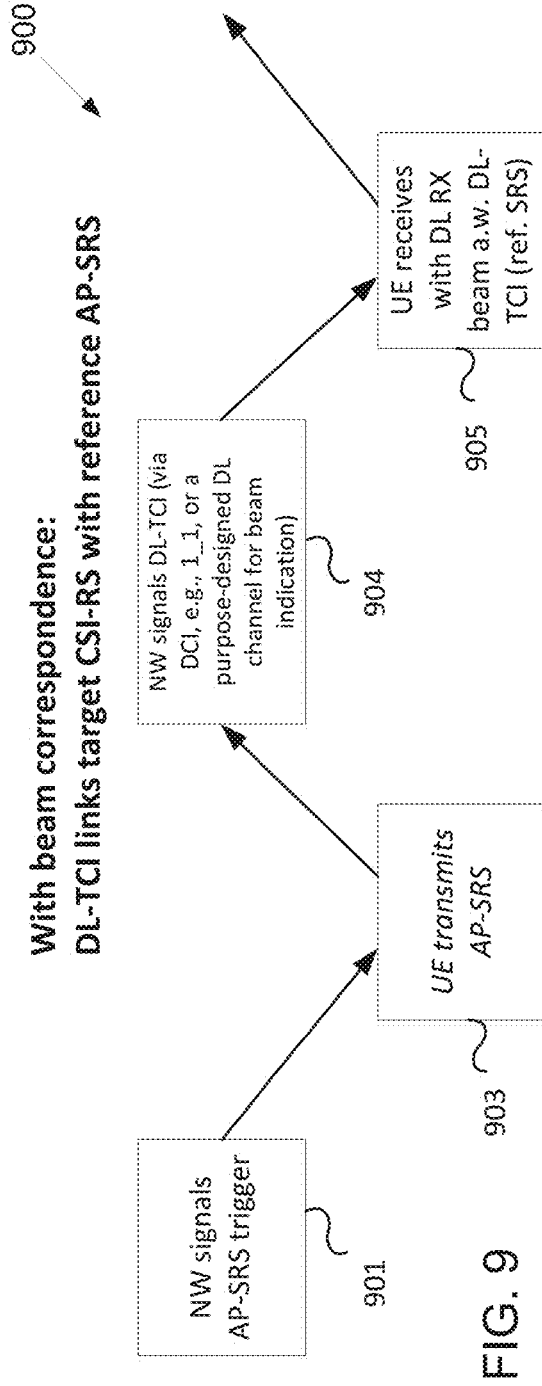 900
With beam correspondence:
DL-TCI links target CSI-RS with reference AP-SRS
NW signals
AP-SRS trigger
901
UE transmits
AP-SRS
903
NW signals DL-TCI (via
DCI, e.g., 1_1, or a
purpose-designed DL
channel for beam
indication)
904
UE receives
with DL RX
beam a.w. DL-
TCI (ref. SRS)
905
FIG. 9